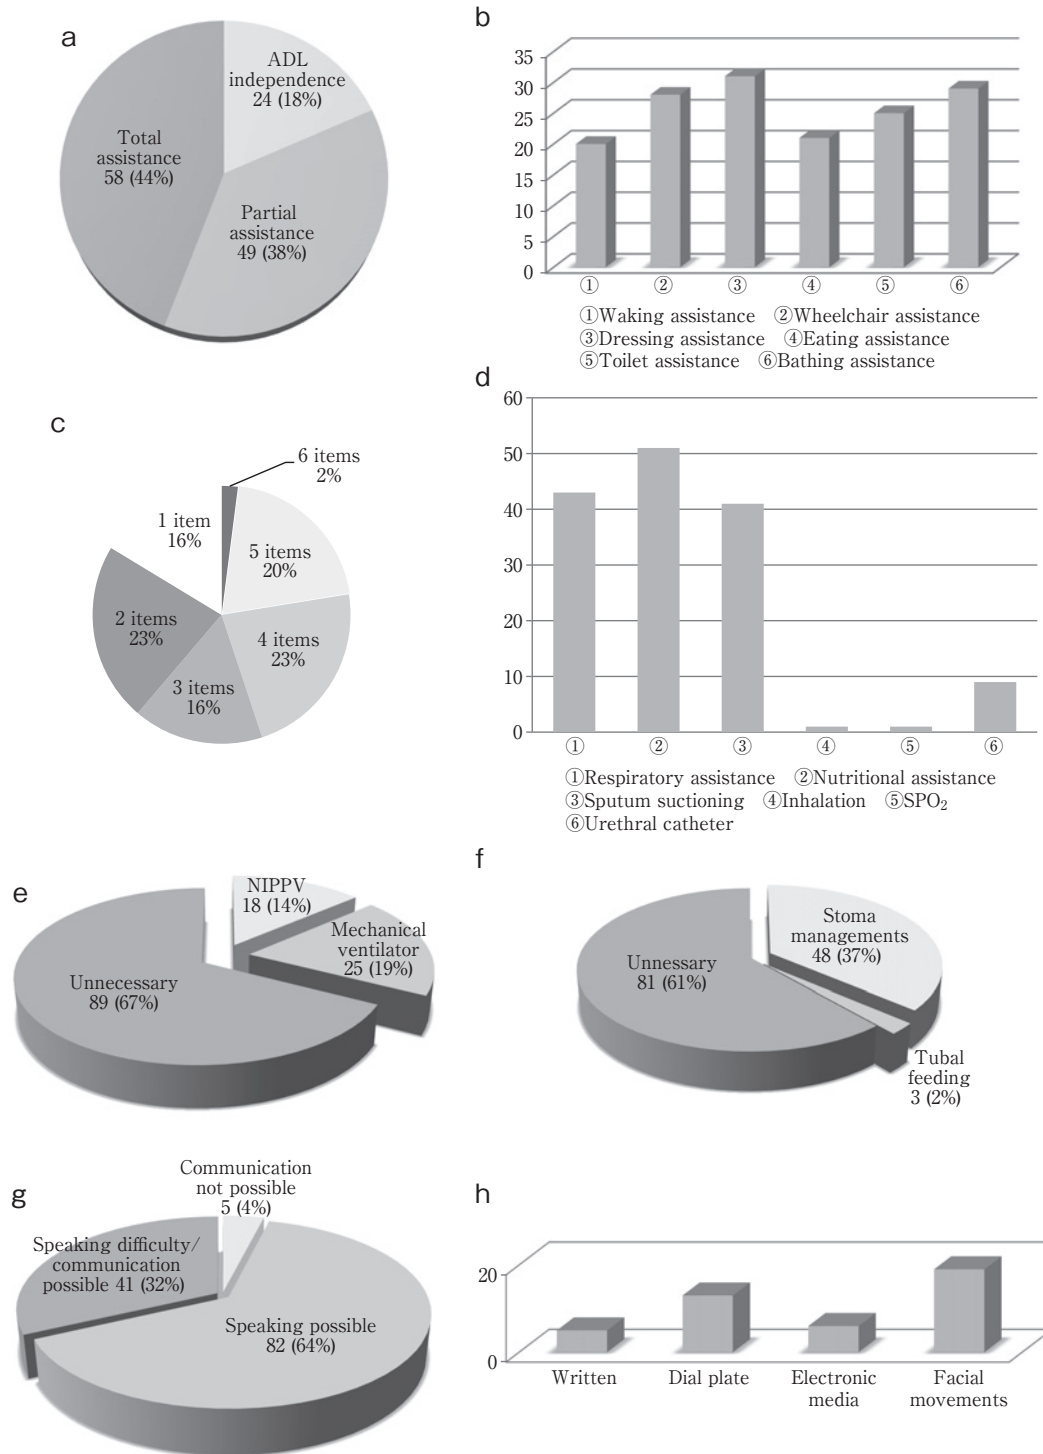 a
ADL
independence
24 (18%)
Total
assistance
58 (44%)
Partial
assistance
49 (38%)
b
35
30
25
20
15
10
5
0
① ② ③ ④ ⑤ ⑥
①Waking assistance ②Wheelchair assistance
③Dressing assistance ④Eating assistance
⑤Toilet assistance ⑥Bathing assistance
c
6 items
2%
1 item
16%
5 items
20%
2 items
23%
4 items
23%
3 items
16%
d
60
50
40
30
20
10
0
① ② ③ ④ ⑤ ⑥
①Respiratory assistance ②Nutritional assistance
③Sputum suctioning ④Inhalation ⑤SPO₂
⑥Urethral catheter
e
NIPPV
18 (14%)
Mechanical
ventilator
25 (19%)
Unnecessary
89 (67%)
f
Stoma
managements
48 (37%)
Unnessary
81 (61%)
Tubal
feeding
3 (2%)
g
Communication
not possible
5 (4%)
Speaking difficulty/
communication
possible 41 (32%)
Speaking possible
82 (64%)
h
20
0
Written
Dial plate
Electronic
media
Facial
movements